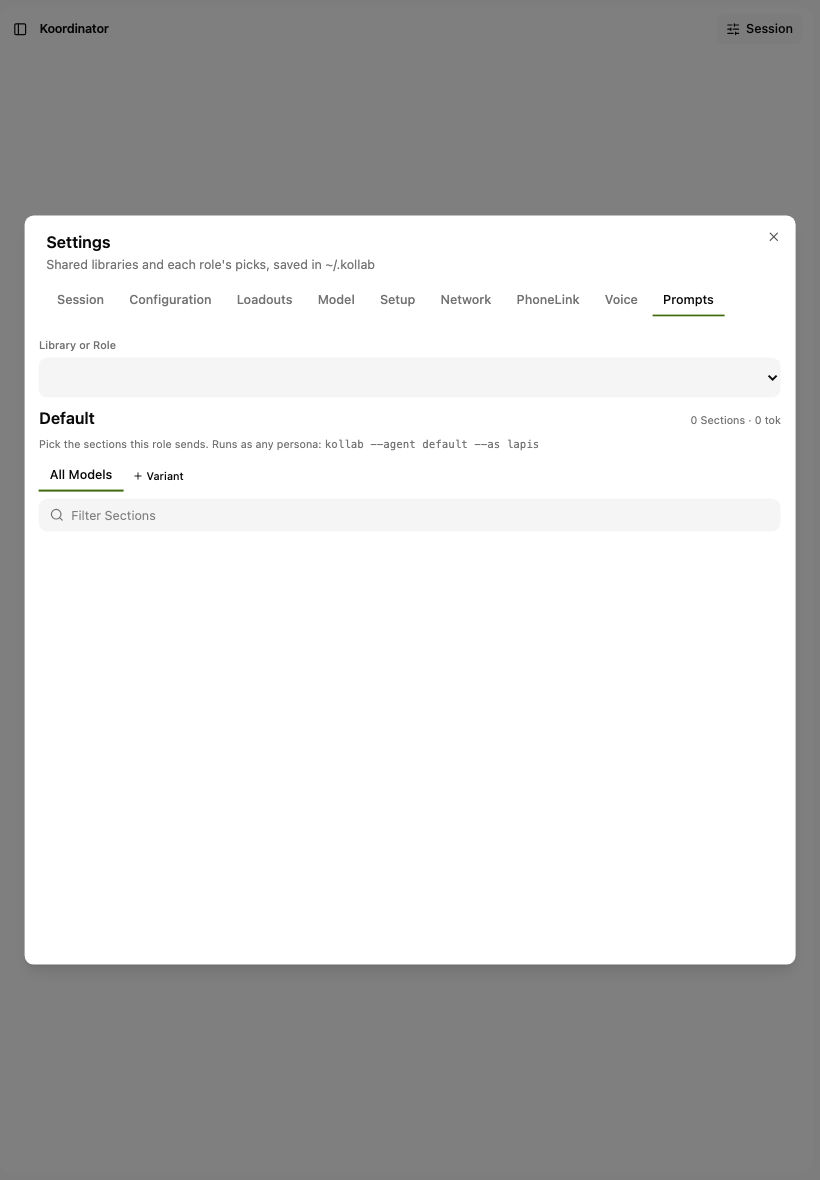 Koordinator
Session
Settings
Shared libraries and each role's picks, saved in ~/.kollab
Session Configuration Loadouts Model Setup Network PhoneLink Voice Prompts
Library or Role
Default
0 Sections · 0 tok
Pick the sections this role sends. Runs as any persona: kollab --agent default --as lapis
All Models + Variant
Filter Sections